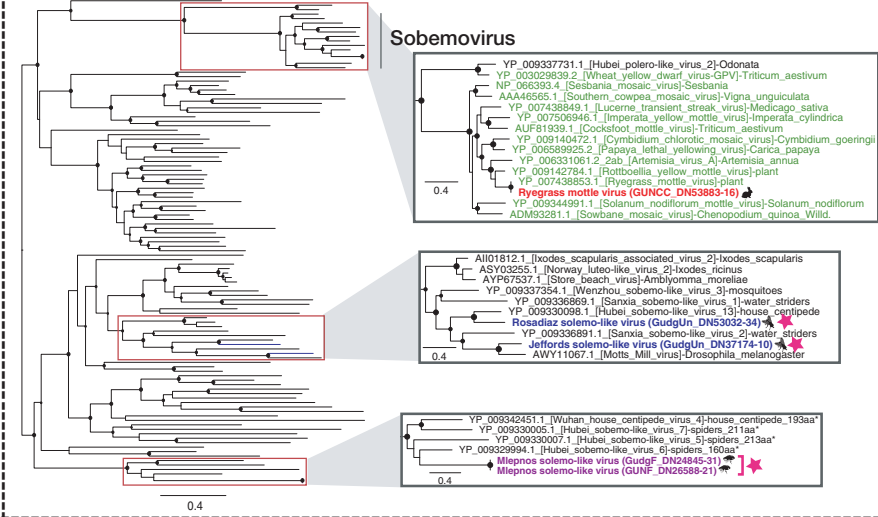 Sobemovirus
YP_009337731.1_[Hubei_polero-like_virus_2]-Odonata
YP_003029839.2_[Wheat_yellow_dwarf_virus-GPV]-Triticum_aestivum
NP_066393.4_[Sesbania_mosaic_virus]-Sesbania
AAA46565.1_[Southern_cowpea_mosaic_virus]-Vigna_unguiculata
YP_007438849.1_[Lucerne_transient_streak_virus]-Medicago_sativa
YP_007506946.1_[Imperata_yellow_mottle_virus]-Imperata_cylindrica
AUF81939.1_[Cocksfoot_mottle_virus]-Triticum_aestivum
YP_009140472.1_[Cymbidium_chlorotic_mosaic_virus]-Cymbidium_goeringii
YP_006589925.2_[Papaya_lethal_yellowing_virus]-Carica_papaya
YP_006331061.2_2ab_[Artemisia_virus_A]-Artemisia_annua
YP_009142784.1_[Rottboellia_yellow_mottle_virus]-plant
YP_007438853.1_[Ryegrass_mottle_virus]-plant
0.4
Ryegrass mottle virus (GUNCC_DN53883-16)
YP_009344991.1_[Solanum_nodiflorum_mottle_virus]-Solanum_nodiflorum
ADM93281.1_[Sowbane_mosaic_virus]-Chenopodium_quinoa_Willd.
AII01812.1_[Ixodes_scapularis_associated_virus_2]-Ixodes_scapularis
ASY03255.1_[Norway_luteo-like_virus_2]-Ixodes_ricinus
AYP67537.1_[Store_beach_virus]-Amblyomma_moreliae
YP_009337354.1_[Wenzhou_sobemo-like_virus_3]-mosquitoes
YP_009336869.1_[Sanxia_sobemo-like_virus_1]-water_striders
YP_009330098.1_[Hubei_sobemo-like_virus_13]-house_centipede
Rosadiaz solemo-like virus (GudgUn_DN53032-34)
YP_009336891.1_[Sanxia_sobemo-like_virus_2]-water_striders
Jeffords solemo-like virus (GudgUn_DN37174-10)
0.4
AWY11067.1_[Motts_Mill_virus]-Drosophila_melanogaster
YP_009342451.1_[Wuhan_house_centipede_virus_4]-house_centipede_193aa*
YP_009330005.1_[Hubei_sobemo-like_virus_7]-spiders_211aa*
YP_009330007.1_[Hubei_sobemo-like_virus_5]-spiders_213aa*
YP_009329994.1_[Hubei_sobemo-like_virus_6]-spiders_160aa*
Mlepnos solemo-like virus (GudgF_DN24845-31)
Mlepnos solemo-like virus (GUNF_DN26588-21)
0.4
0.4